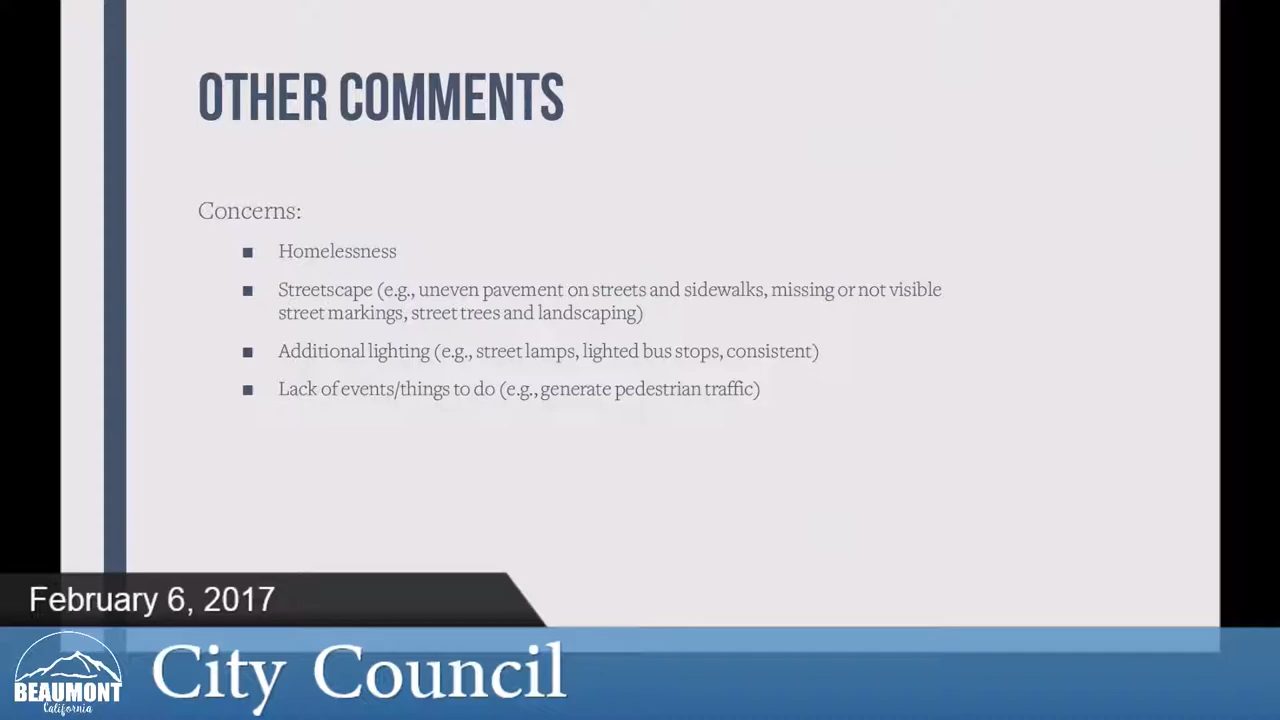 OTHER COMMENTS
Concerns:
■ Homelessness
■ Streetscape (e.g., uneven pavement on streets and sidewalks, missing or not visible
street markings, street trees and landscaping)
■ Additional lighting (e.g., street lamps, lighted bus stops, consistent)
■ Lack of events/things to do (e.g., generate pedestrian traffic)
February 6, 2017
City Council
BEAUMONT
California